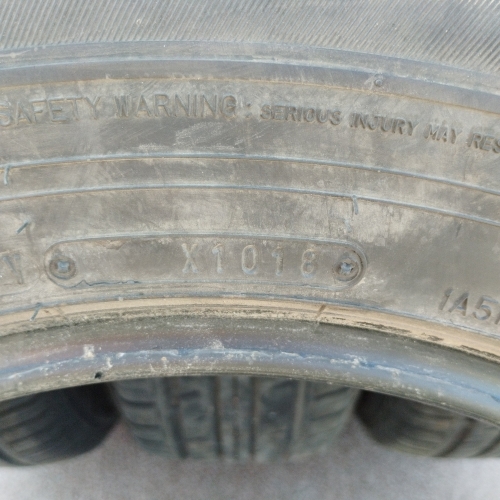 SAFETY WARNING: SERIOUS INJURY MAY RES
X1018
1A5